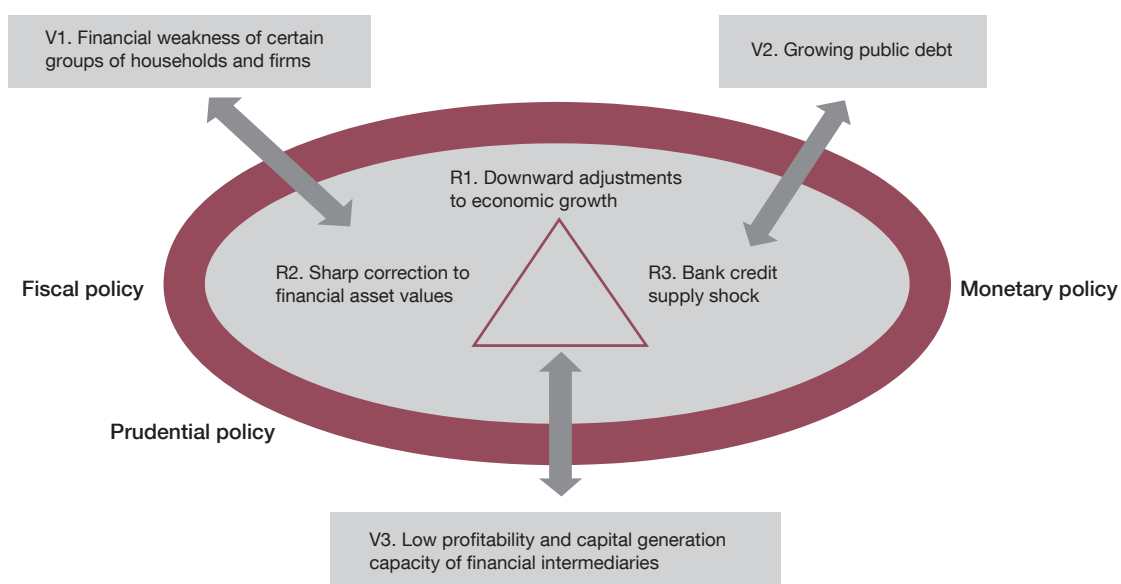 V1. Financial weakness of certain
groups of households and firms
V2. Growing public debt
R1. Downward adjustments
to economic growth
R2. Sharp correction to
financial asset values
R3. Bank credit
supply shock
Fiscal policy
Monetary policy
Prudential policy
V3. Low profitability and capital generation
capacity of financial intermediaries